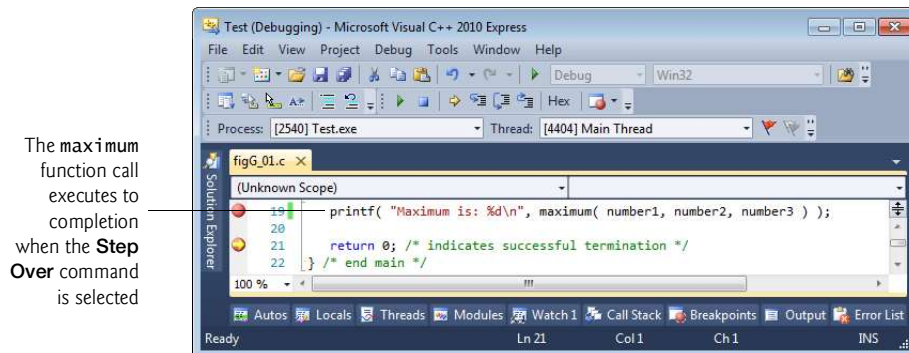 Test (Debugging) - Microsoft Visual C++ 2010 Express
File Edit View Project Debug Tools Window Help
Debug Win32
Hex
Process: [2540] Test.exe Thread: [4404] Main Thread
The maximum
function call
executes to
completion
when the Step
Over command
is selected
Solution Explorer
figG_01.c
(Unknown Scope)
19 printf( "Maximum is: %d\n", maximum( number1, number2, number3 ) );
20
21 return 0; /* indicates successful termination */
22 } /* end main */
100 %
Autos Locals Threads Modules Watch 1 Call Stack Breakpoints Output Error List
Ready Ln 21 Col 1 Ch 1 INS